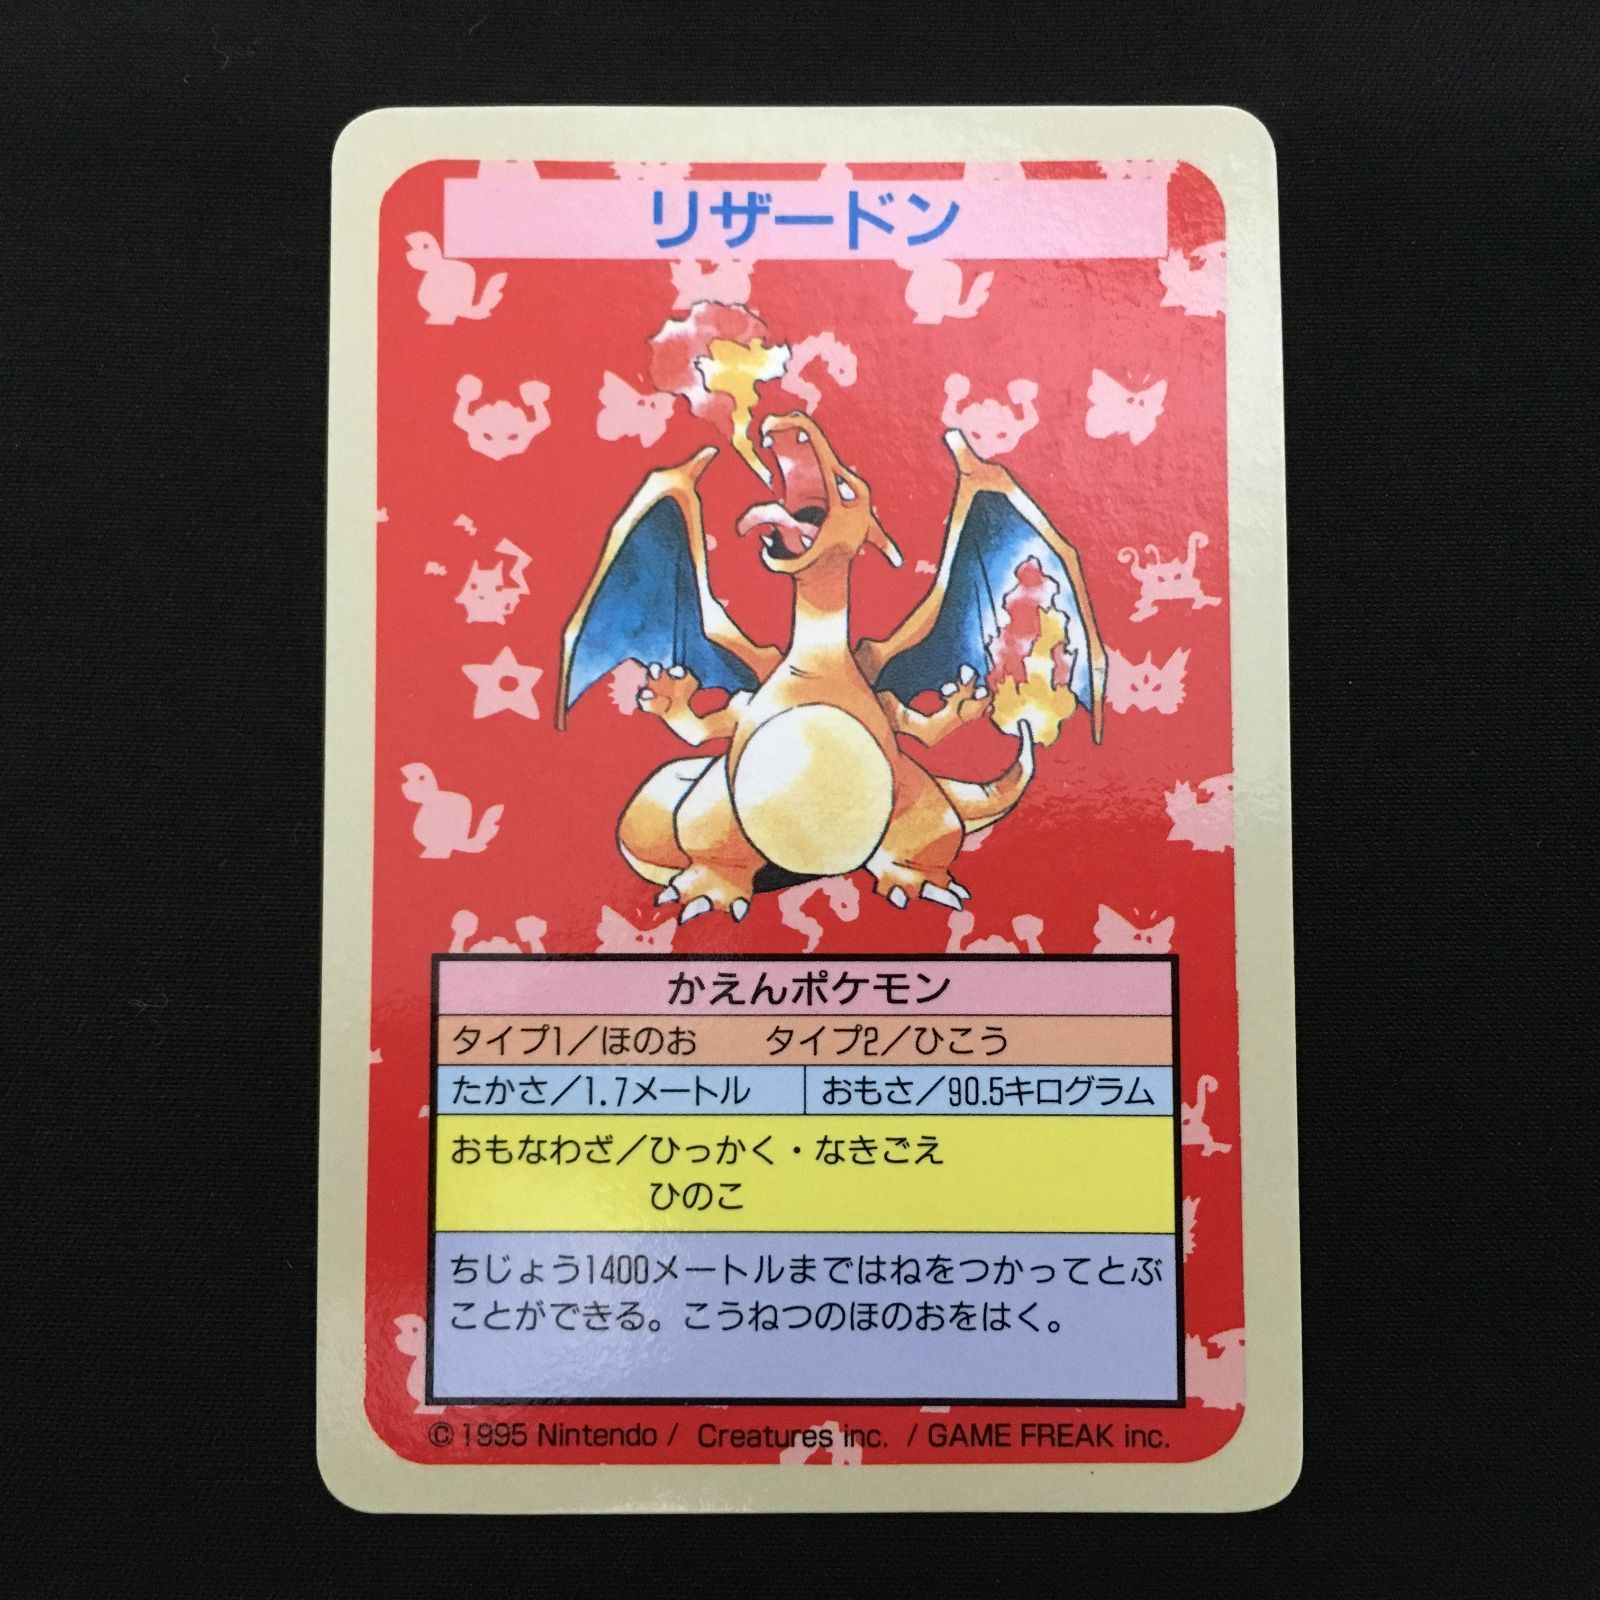 リザードン
かえんポケモン
タイプ1／ほのお　タイプ2／ひこう
たかさ／1.7メートル　おもさ／90.5キログラム
おもなわざ／ひっかく・なきごえ
ひのこ
ちじょう1400メートルまではねをつかってとぶ
ことができる。こうねつのほのおをはく。
© 1995 Nintendo / Creatures inc. / GAME FREAK inc.